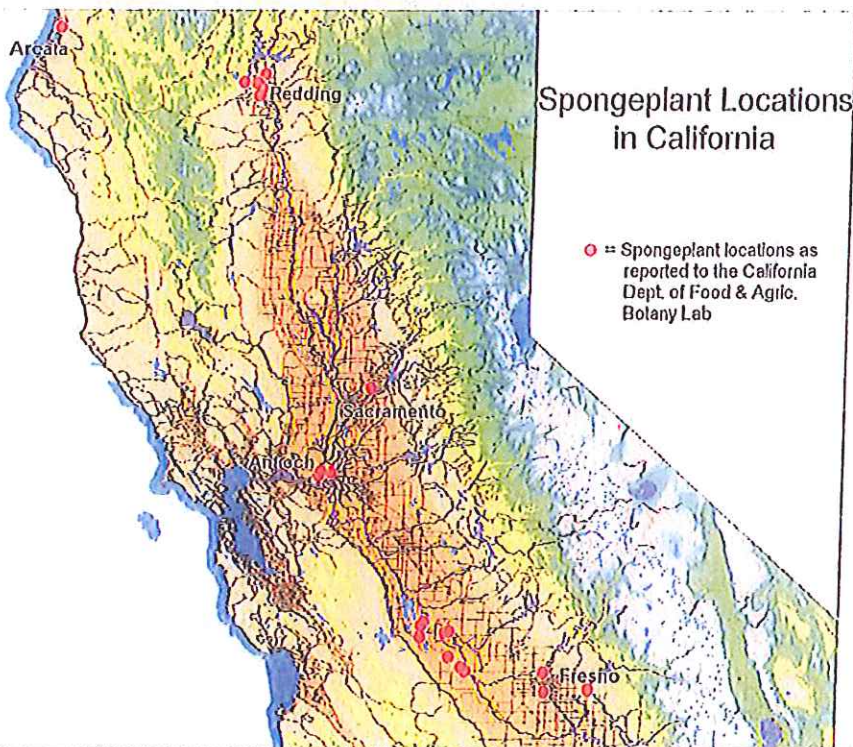 Arcata
Redding
Spongeplant Locations
in California
= Spongeplant locations as
reported to the California
Dept. of Food & Agric.
Botany Lab
Sacramento
Antioch
Fresno